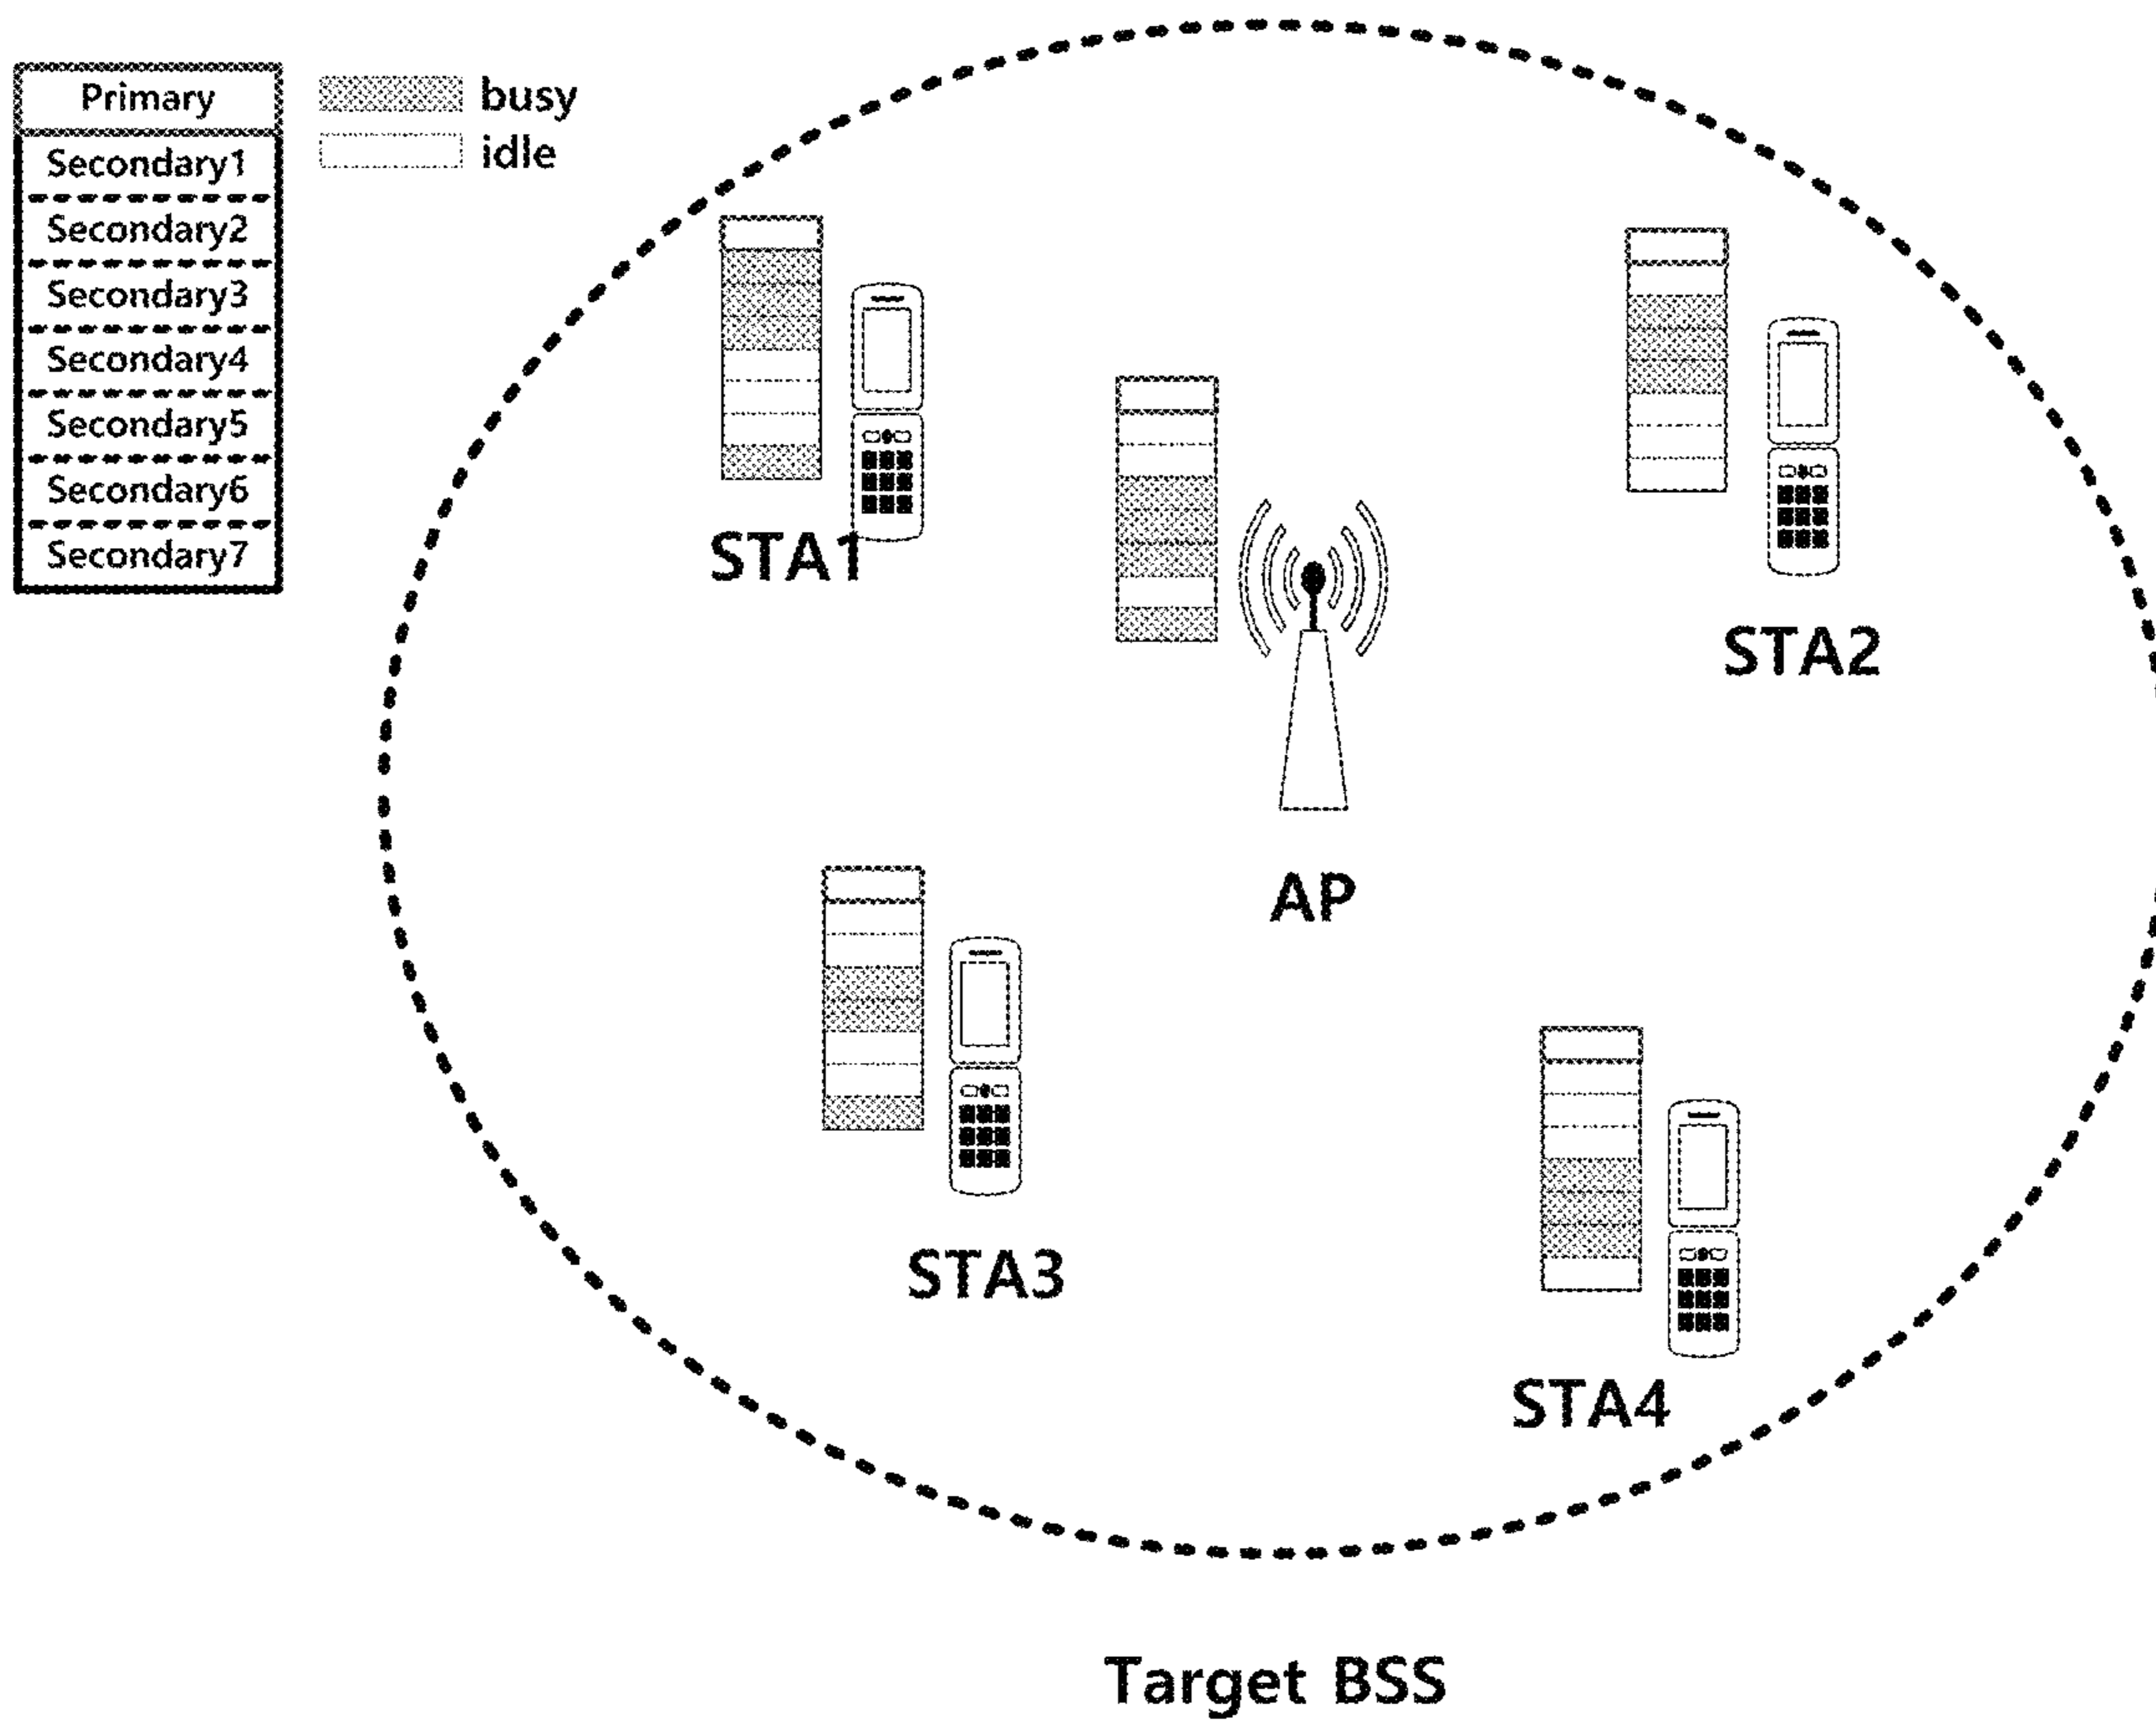 Primary
Secondary1
Secondary2
Secondary3
Secondary4
Secondary5
Secondary6
Secondary7
busy
idle
STA1
STA2
AP
STA3
STA4
Target BSS